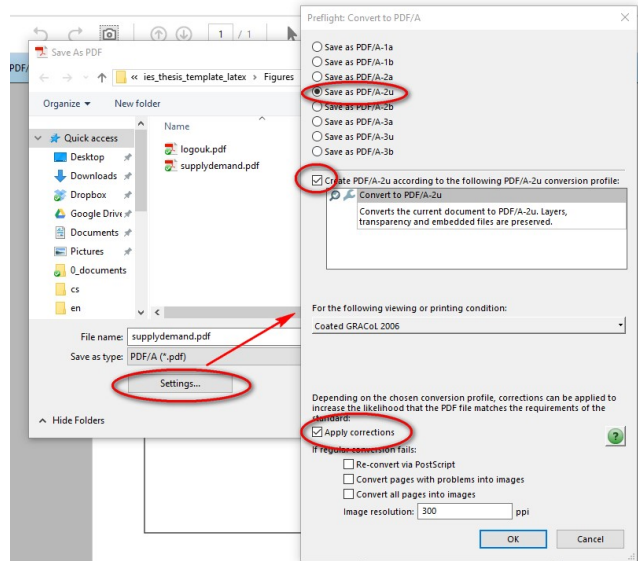 1 / 1
PDF/
Save As PDF
« ies_thesis_template_latex > Figures
Organize
New folder
Name
Quick access
Desktop
Downloads
Dropbox
Google Drive
Documents
Pictures
0_documents
cs
en
logouk.pdf
supplydemand.pdf
File name: supplydemand.pdf
Save as type: PDF/A (*.pdf)
Settings...
Hide Folders
Preflight: Convert to PDF/A
Save as PDF/A-1a
Save as PDF/A-1b
Save as PDF/A-2a
Save as PDF/A-2u
Save as PDF/A-2b
Save as PDF/A-3a
Save as PDF/A-3u
Save as PDF/A-3b
Create PDF/A-2u according to the following PDF/A-2u conversion profile:
Convert to PDF/A-2u
Converts the current document to PDF/A-2u. Layers,
transparency and embedded files are preserved.
For the following viewing or printing condition:
Coated GRACoL 2006
Depending on the chosen conversion profile, corrections can be applied to
increase the likelihood that the PDF file matches the requirements of the
standard:
Apply corrections
If regular conversion fails:
Re-convert via PostScript
Convert pages with problems into images
Convert all pages into images
Image resolution: 300 ppi
OK
Cancel